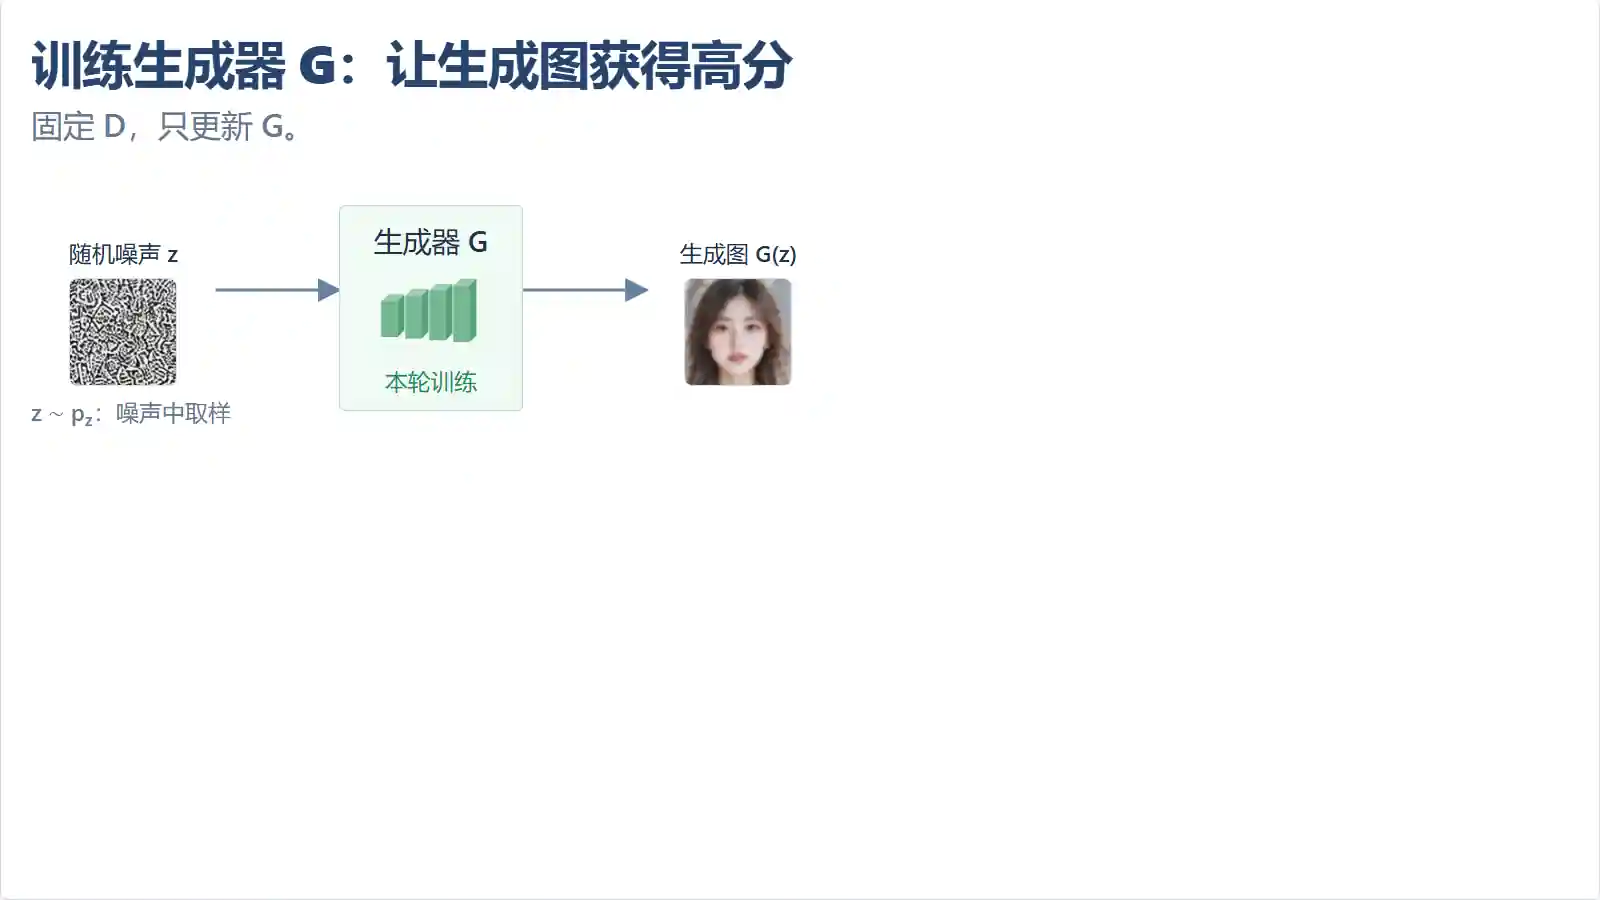 训练生成器 G：让生成图获得高分
固定 D，只更新 G。
随机噪声 z
生成器 G
生成图 G(z)
本轮训练
z ~ pz：噪声中取样